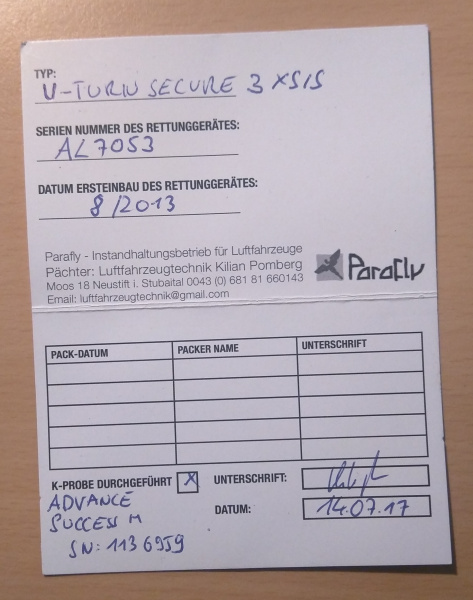 TYP:
U-TURN SECURE 3 XS/S
SERIEN NUMMER DES RETTUNGGERÄTES:
AL7053
DATUM ERSTEINBAU DES RETTUNGGERÄTES:
8/2013
Parafly - Instandhaltungsbetrieb für Luftfahrzeuge
Pächter: Luftfahrzeugtechnik Kilian Pomberg
Moos 18 Neustift i. Stubaital 0043 (0) 681 81 660143
Email: luftfahrzeugtechnik@gmail.com
Parafly
PACK-DATUM PACKER NAME UNTERSCHRIFT
K-PROBE DURCHGEFÜHRT X UNTERSCHRIFT:
ADVANCE
SUCCESS M
DATUM: 14.07.17
SN: 1136959